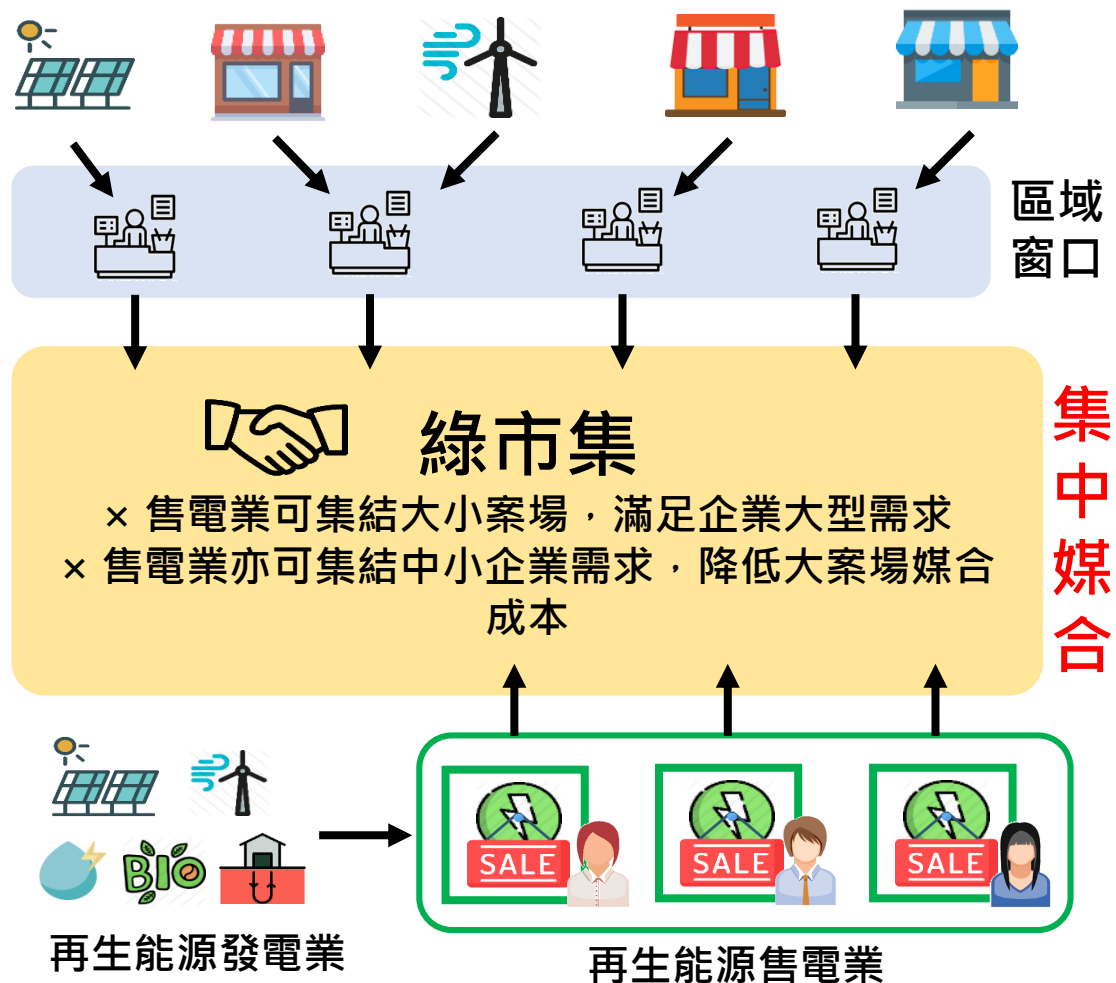 區域
窗口
綠市集
× 售電業可集結大小案場，滿足企業大型需求
× 售電業亦可集結中小企業需求，降低大案場媒合
成本
集
中
媒
合
BIO
SALE
SALE
SALE
再生能源發電業
再生能源售電業